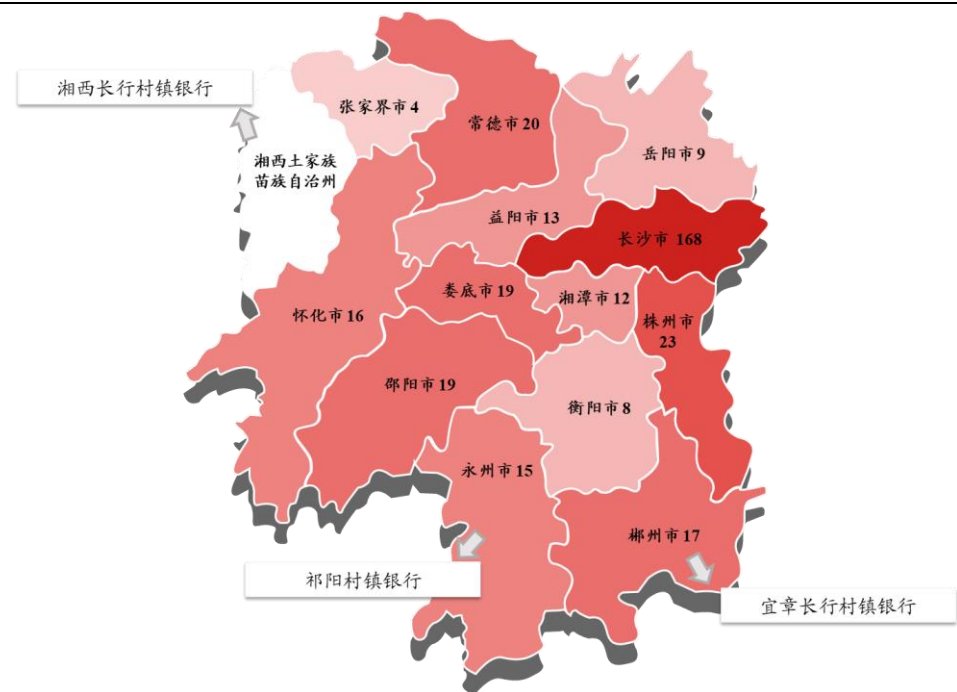 湘西长行村镇银行
张家界市 4
常德市 20
岳阳市 9
湘西土家族
苗族自治州
益阳市 13
长沙市 168
娄底市 19
湘潭市 12
怀化市 16
株州市
23
邵阳市 19
衡阳市 8
永州市 15
郴州市 17
祁阳村镇银行
宜章长行村镇银行